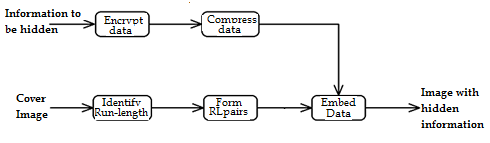 Information to
be hidden
Encrypt
data
Compress
data
Cover
Image
Identify
Run-length)
Form
RLpairs
Embed
Data
Image with
hidden
information